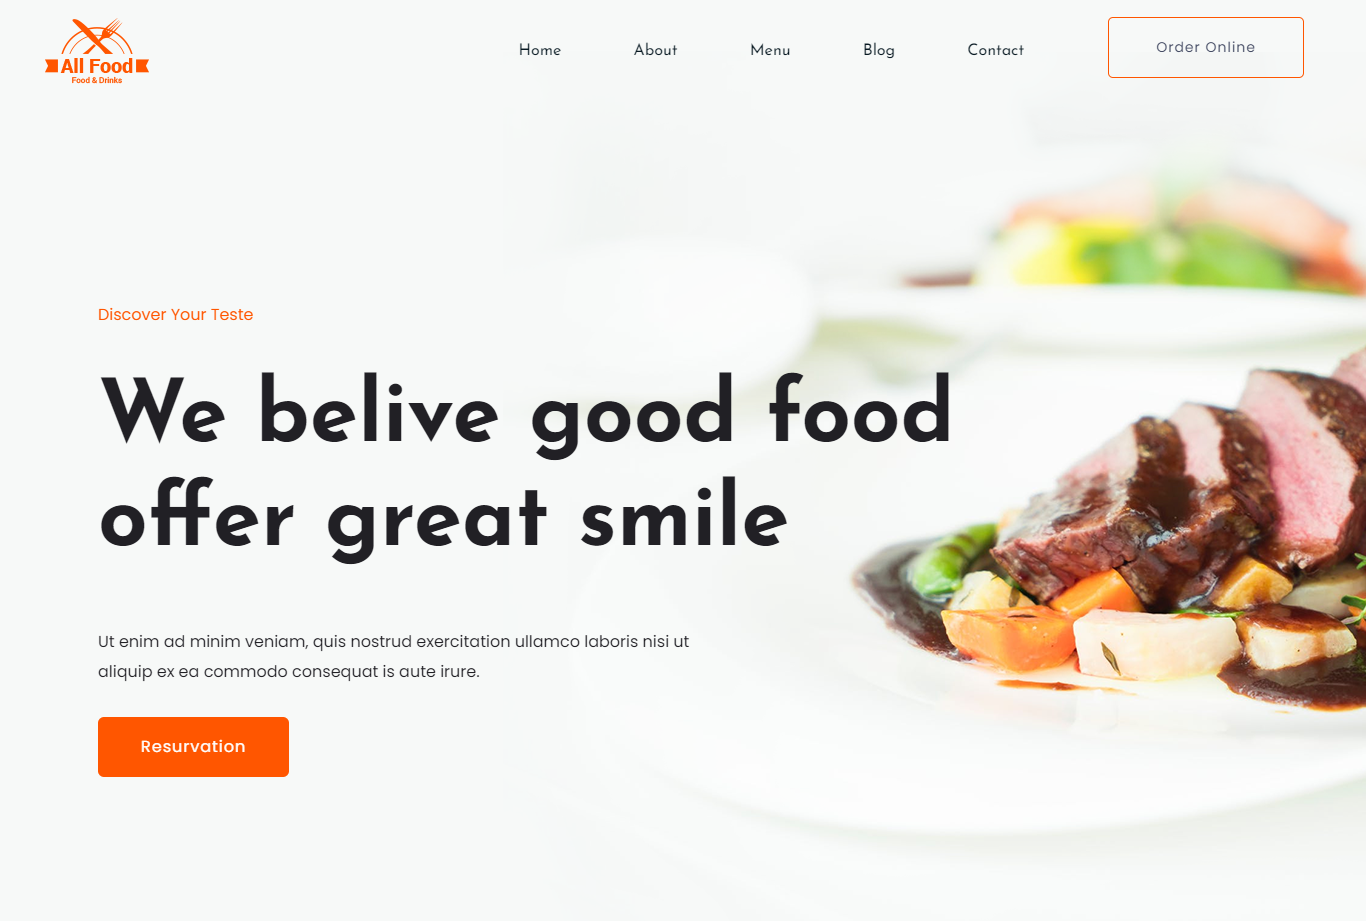 All Food
Food & Drinks
Home About Menu Blog Contact Order Online
Discover Your Teste
We belive good food
offer great smile
Ut enim ad minim veniam, quis nostrud exercitation ullamco laboris nisi ut
aliquip ex ea commodo consequat is aute irure.
Resurvation